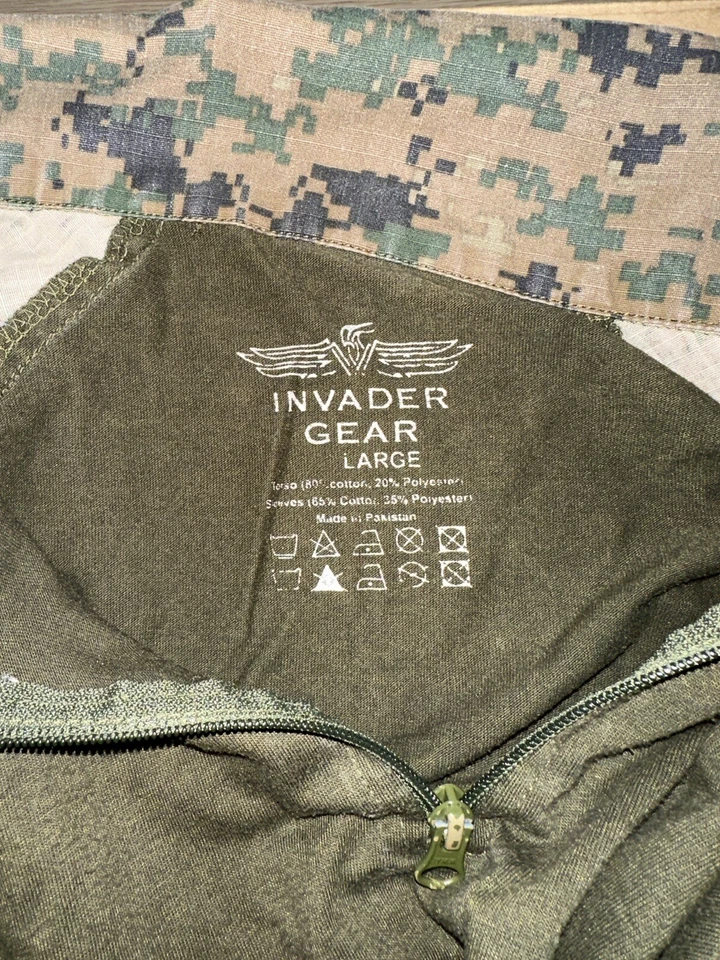 INVADER
GEAR
LARGE
Torso (80% cotton, 20% Polyester)
Sleeves (65% Cotton, 35% Polyester)
Made in Pakistan